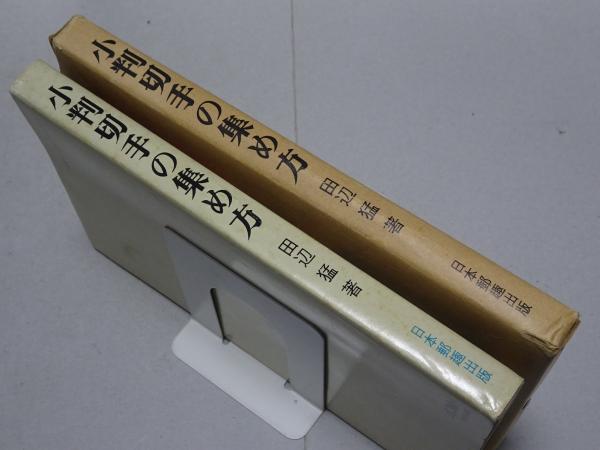 小判切手の集め方
田辺猛著
日本郵趣出版
小判切手の集め方
田辺猛著
日本郵趣出版